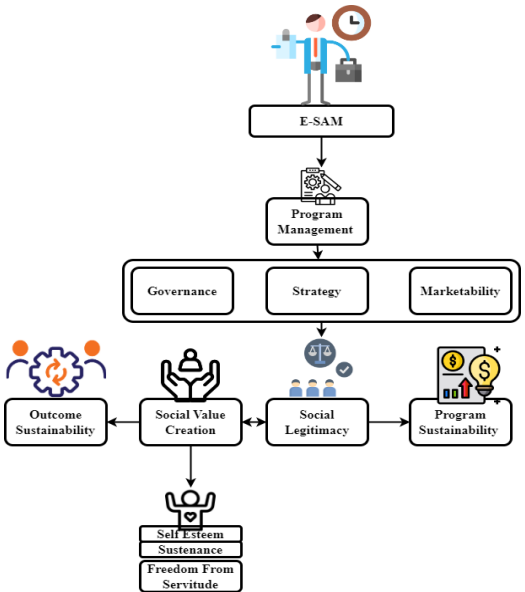 E-SAM
Program
Management
Governance
Strategy
Marketability
Outcome
Sustainability
Social Value
Creation
Social
Legitimacy
Program
Sustainability
Self Esteem
Sustenance
Freedom From
Servitude